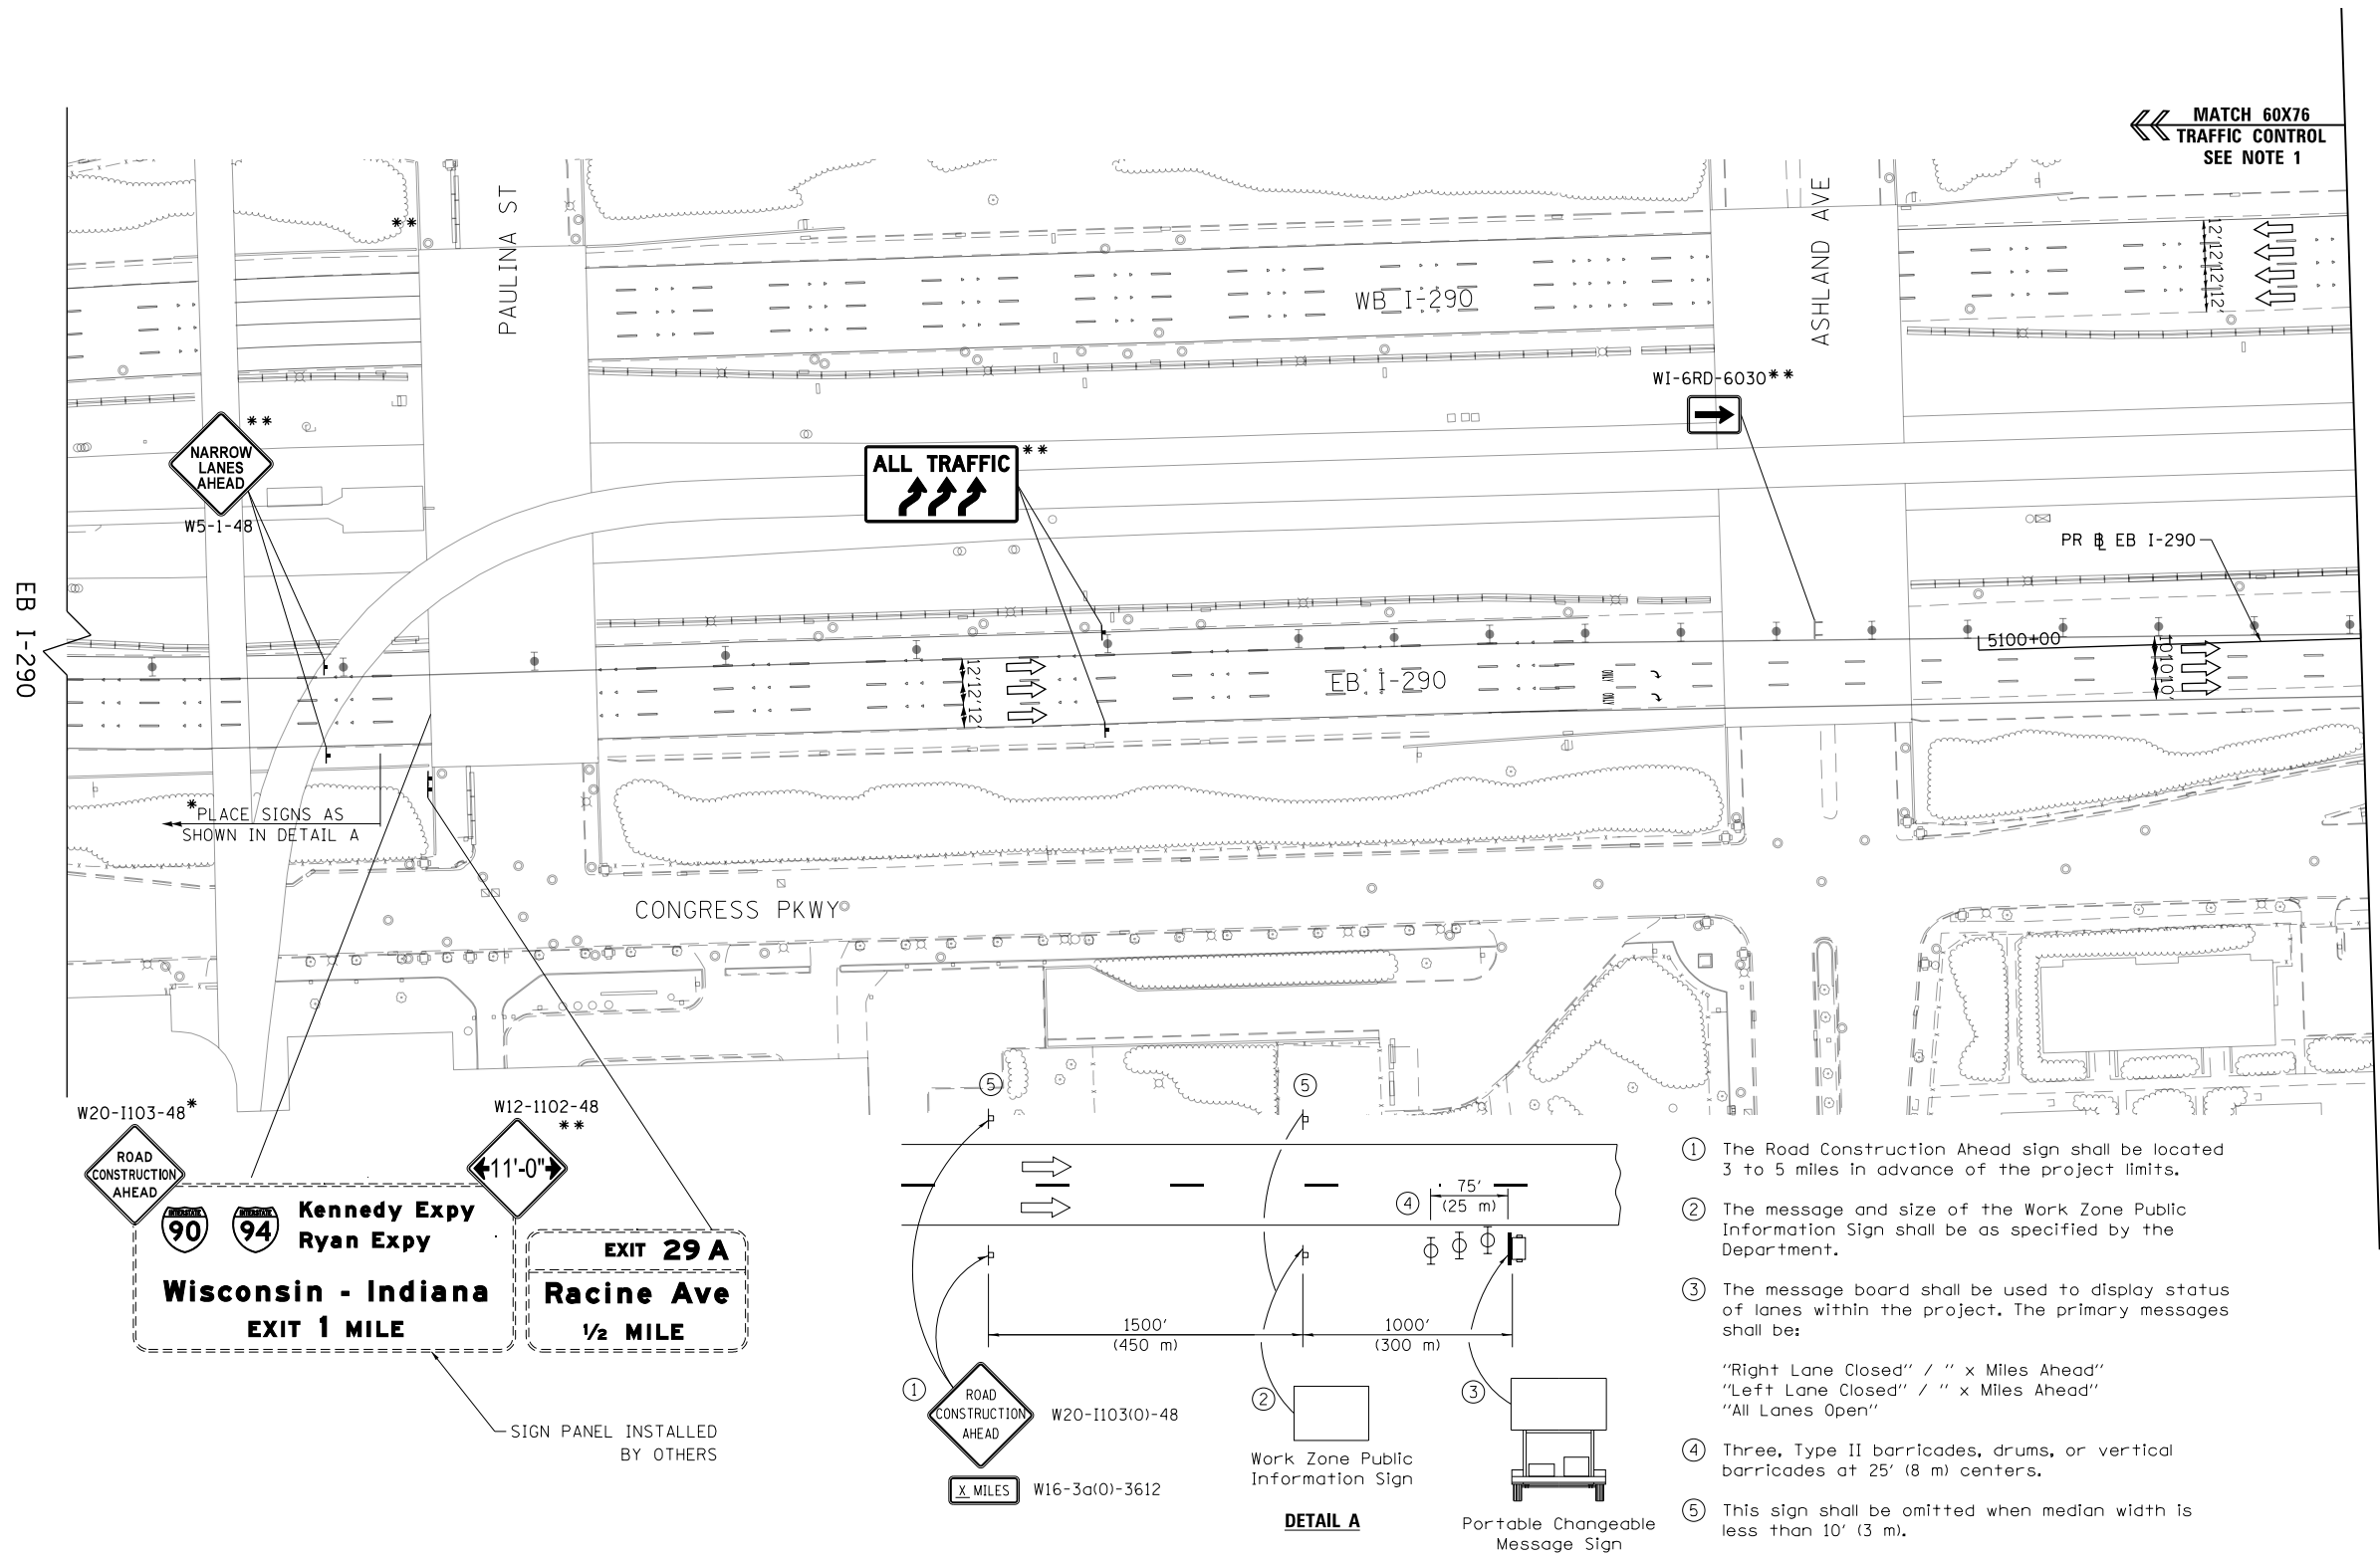 MATCH 60X76
TRAFFIC CONTROL
SEE NOTE 1
PAULINA ST
ASHLAND AVE
**
12' 12' 12' 12'
WB I-290
WI-6RD-6030**
**
NARROW
LANES
AHEAD
W5-1-48
ALL TRAFFIC
**
PR BL EB I-290
EB I-290
5100+00
12' 12' 12'
EB I-290
ONLY
ONLY
10' 10' 10'
*PLACE SIGNS AS
SHOWN IN DETAIL A
CONGRESS PKWY
W20-I103-48*
ROAD
CONSTRUCTION
AHEAD
W12-1102-48
**
11'-0"
INTERSTATE
90
INTERSTATE
94
Kennedy Expy
Ryan Expy
Wisconsin - Indiana
EXIT 1 MILE
EXIT 29 A
Racine Ave
½ MILE
SIGN PANEL INSTALLED
BY OTHERS
5
5
4
75'
(25 m)
1500'
(450 m)
1000'
(300 m)
1
ROAD
CONSTRUCTION
AHEAD
W20-I103(O)-48
X MILES
W16-3a(O)-3612
2
Work Zone Public
Information Sign
3
Portable Changeable
Message Sign
DETAIL A
1 The Road Construction Ahead sign shall be located
3 to 5 miles in advance of the project limits.
2 The message and size of the Work Zone Public
Information Sign shall be as specified by the
Department.
3 The message board shall be used to display status
of lanes within the project. The primary messages
shall be:
"Right Lane Closed" / " x Miles Ahead"
"Left Lane Closed" / " x Miles Ahead"
"All Lanes Open"
4 Three, Type II barricades, drums, or vertical
barricades at 25' (8 m) centers.
5 This sign shall be omitted when median width is
less than 10' (3 m).